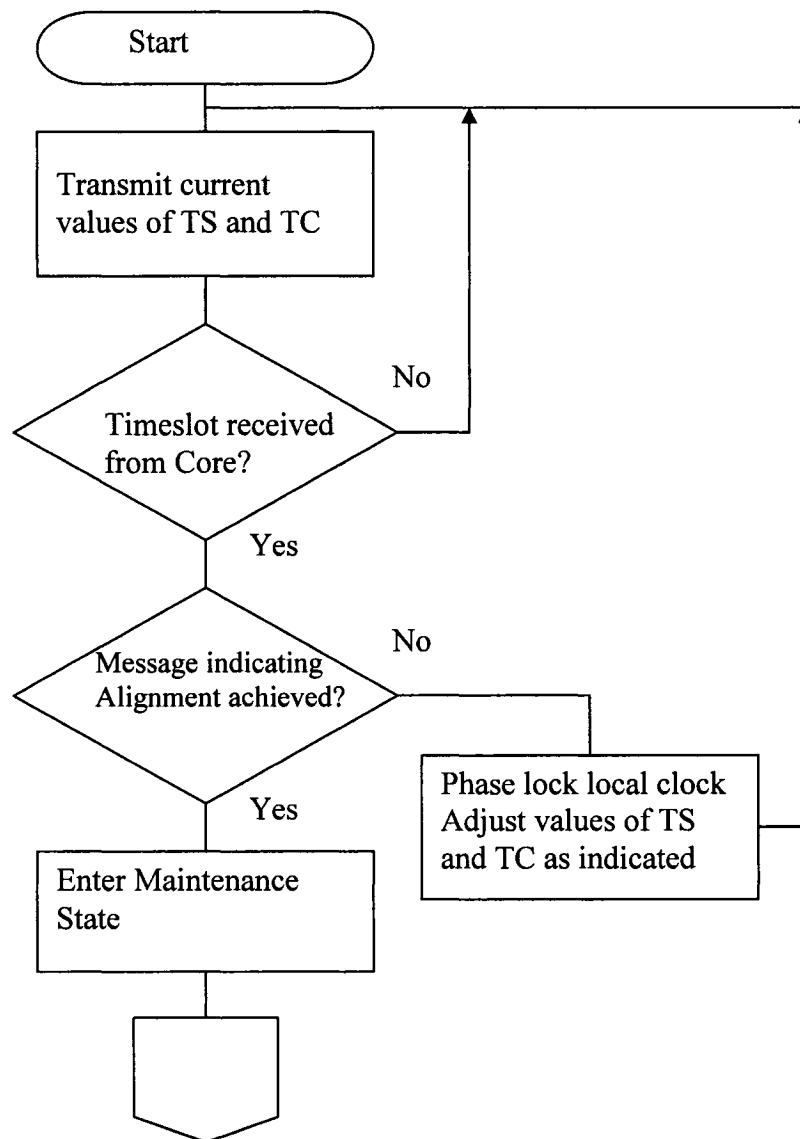 Start
Transmit current
values of TS and TC
No
Timeslot received
from Core?
Yes
No
Message indicating
Alignment achieved?
Yes
Phase lock local clock
Adjust values of TS
and TC as indicated
Enter Maintenance
State